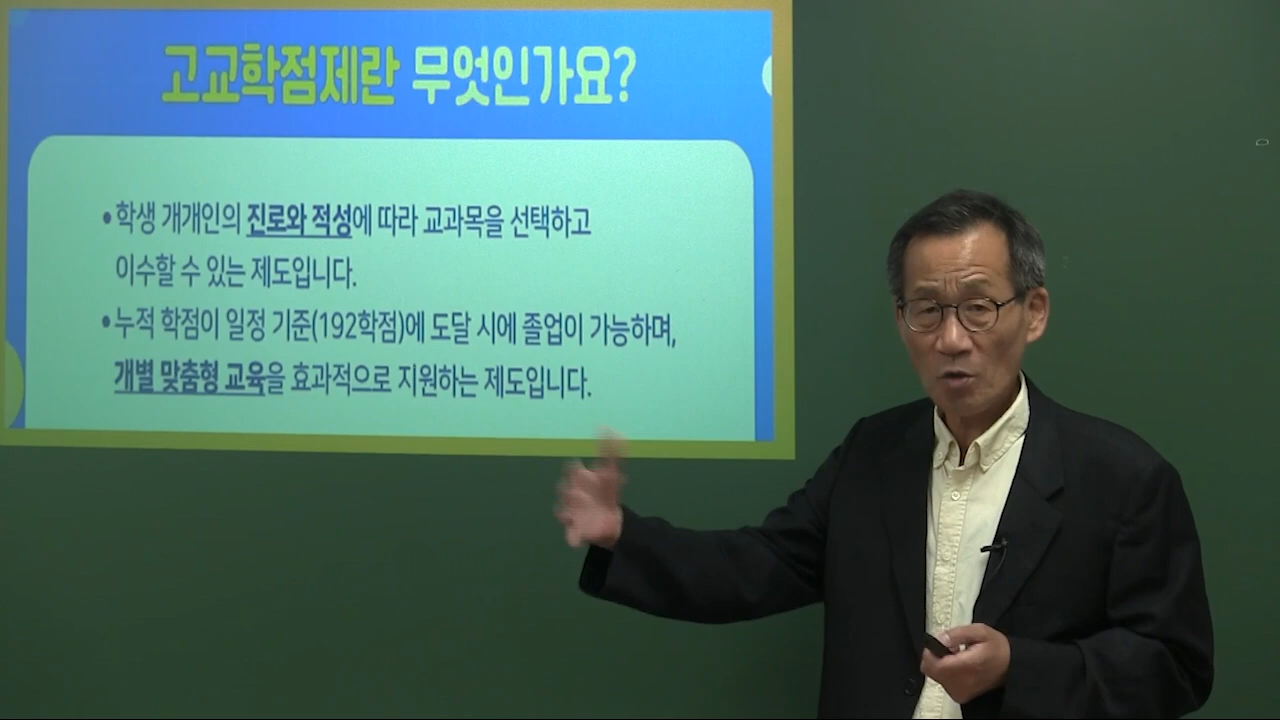 고교학점제란 무엇인가요?
• 학생 개개인의 진로와 적성에 따라 교과목을 선택하고
이수할 수 있는 제도입니다.
• 누적 학점이 일정 기준(192학점)에 도달 시에 졸업이 가능하며,
개별 맞춤형 교육을 효과적으로 지원하는 제도입니다.